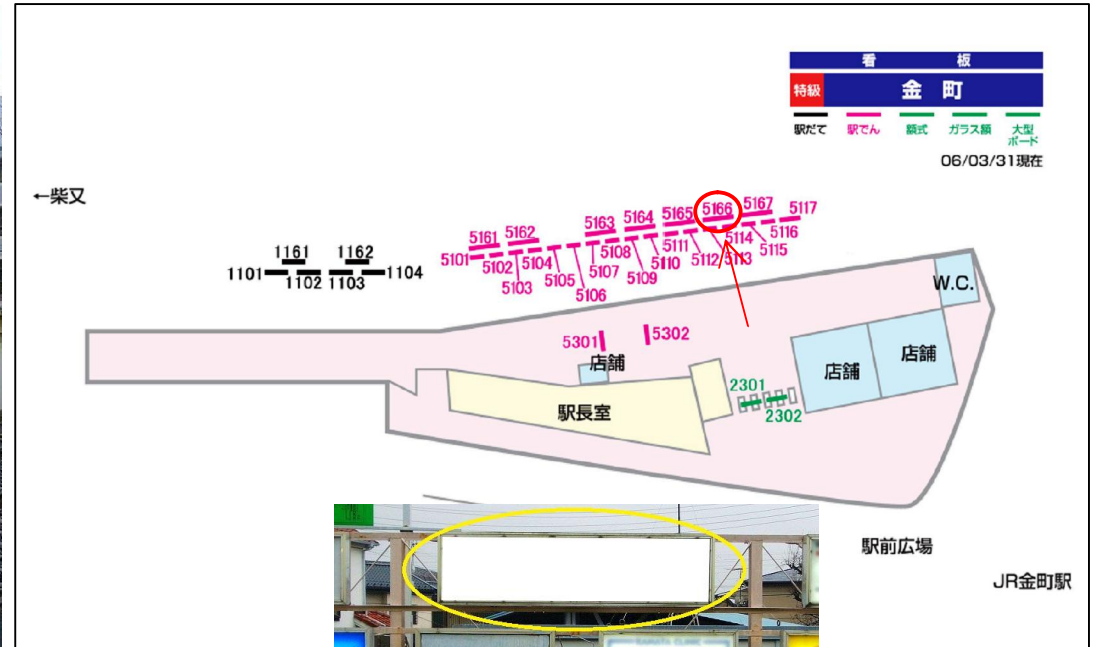 看 板
特級 金 町
駅だて 駅でん 額式 ガラス額 大型ボード
06/03/31現在
←柴又
1161 1162
1101 1102 1103 1104
5161 5162 5163 5164 5165 5166 5167 5117
5101 5102 5103 5104 5105 5106 5107 5108 5109 5110 5111 5112 5113 5114 5115 5116
W.C.
5301 5302
店舗
店舗
店舗
2301
2302
駅長室
駅前広場
JR金町駅